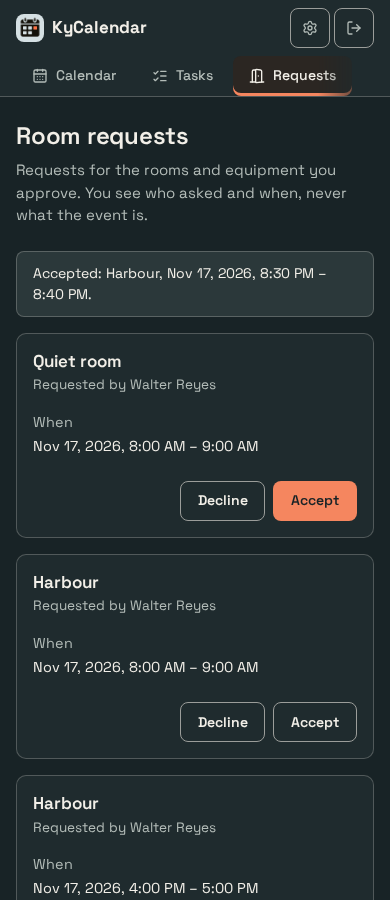 KyCalendar
Calendar
Tasks
Requests
Room requests
Requests for the rooms and equipment you
approve. You see who asked and when, never
what the event is.
Accepted: Harbour, Nov 17, 2026, 8:30 PM –
8:40 PM.
Quiet room
Requested by Walter Reyes
When
Nov 17, 2026, 8:00 AM – 9:00 AM
Decline
Accept
Harbour
Requested by Walter Reyes
When
Nov 17, 2026, 8:00 AM – 9:00 AM
Decline
Accept
Harbour
Requested by Walter Reyes
When
Nov 17, 2026, 4:00 PM – 5:00 PM